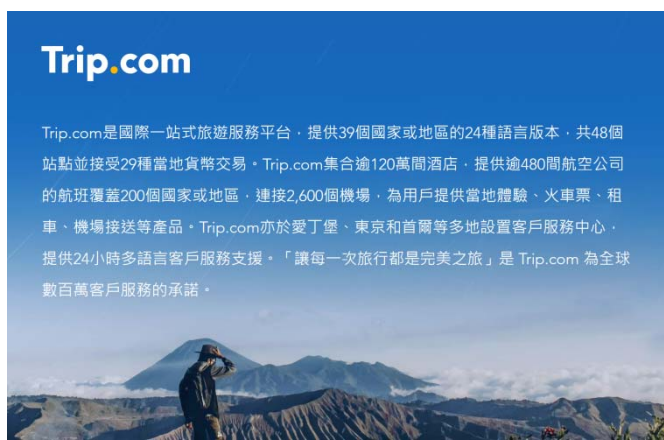 Trip.com
Trip.com是國際一站式旅遊服務平台，提供39個國家或地區的24種語言版本，共48個
站點並接受29種當地貨幣交易。Trip.com集合逾120萬間酒店，提供逾480間航空公司
的航班覆蓋200個國家或地區，連接2,600個機場，為用戶提供當地體驗、火車票、租
車、機場接送等產品。Trip.com亦於愛丁堡、東京和首爾等多地設置客戶服務中心，
提供24小時多語言客戶服務支援。「讓每一次旅行都是完美之旅」是 Trip.com 為全球
數百萬客戶服務的承諾。